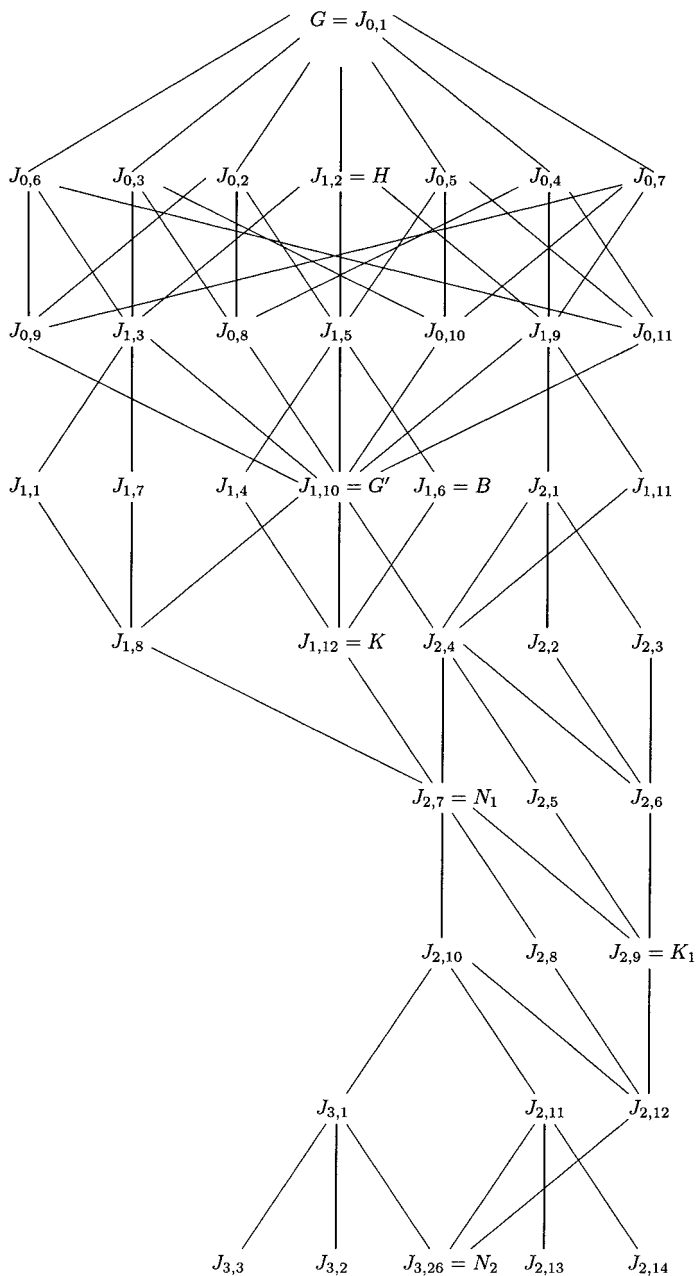 G = J_{0,1}
J_{0,6} J_{0,3} J_{0,2} J_{1,2} = H J_{0,5} J_{0,4} J_{0,7}
J_{0,9} J_{1,3} J_{0,8} J_{1,5} J_{0,10} J_{1,9} J_{0,11}
J_{1,1} J_{1,7} J_{1,4} J_{1,10} = G′ J_{1,6} = B J_{2,1} J_{1,11}
J_{1,8} J_{1,12} = K J_{2,4} J_{2,2} J_{2,3}
J_{2,7} = N_1 J_{2,5} J_{2,6}
J_{2,10} J_{2,8} J_{2,9} = K_1
J_{3,1} J_{2,11} J_{2,12}
J_{3,3} J_{3,2} J_{3,26} = N_2 J_{2,13} J_{2,14}